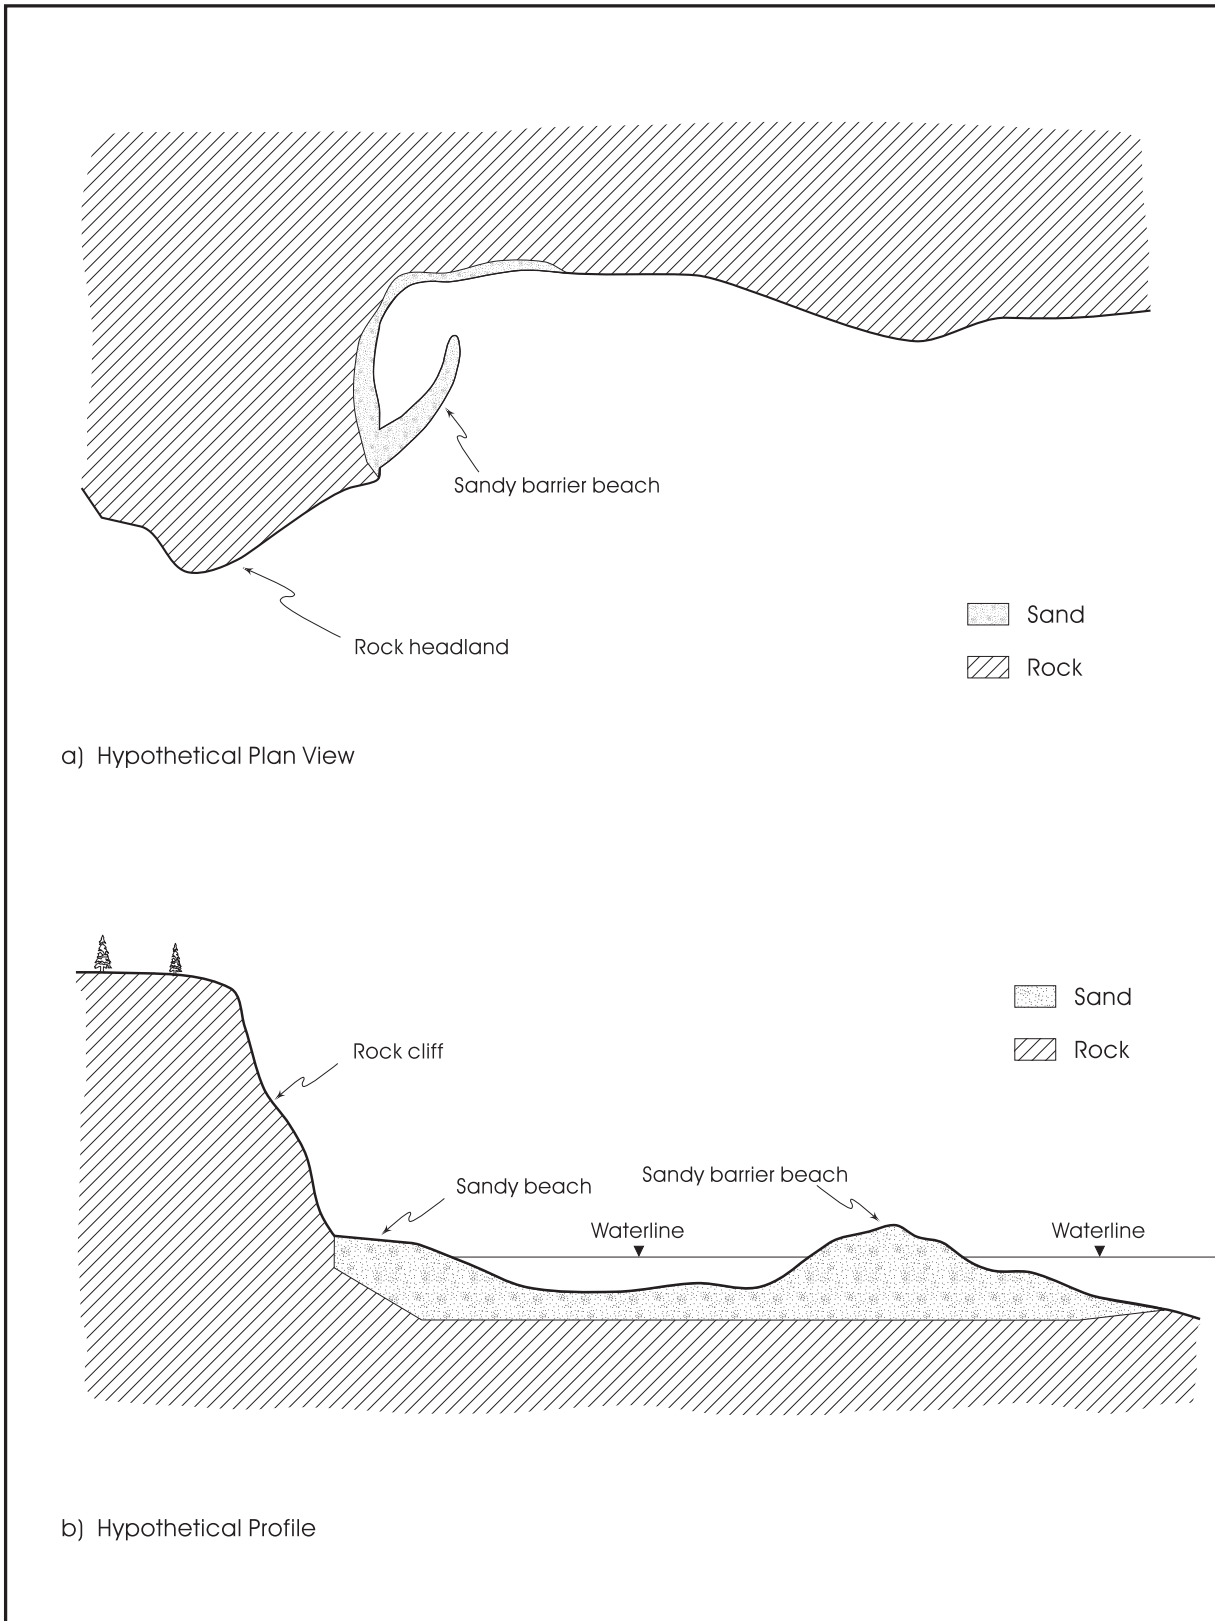 Sandy barrier beach
Rock headland
Sand
Rock
a) Hypothetical Plan View
Sand
Rock
Rock cliff
Sandy beach
Sandy barrier beach
Waterline
Waterline
b) Hypothetical Profile